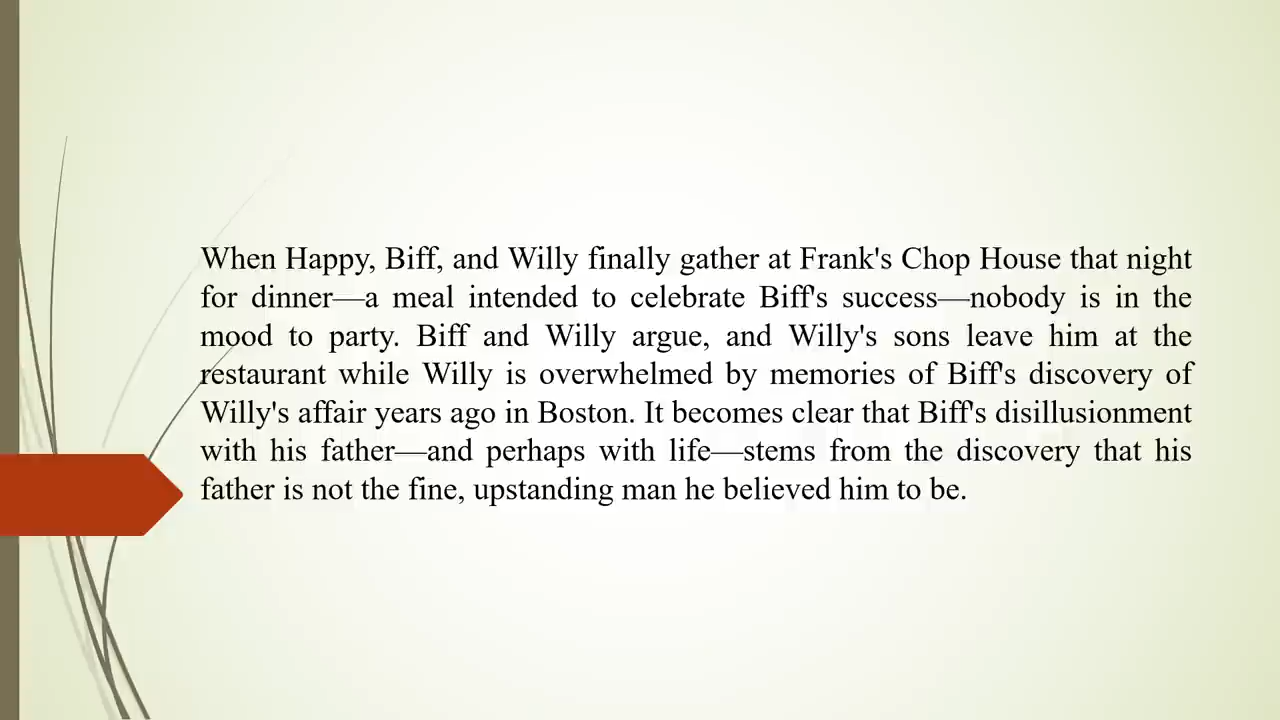 When Happy, Biff, and Willy finally gather at Frank's Chop House that night
for dinner—a meal intended to celebrate Biff's success—nobody is in the
mood to party. Biff and Willy argue, and Willy's sons leave him at the
restaurant while Willy is overwhelmed by memories of Biff's discovery of
Willy's affair years ago in Boston. It becomes clear that Biff's disillusionment
with his father—and perhaps with life—stems from the discovery that his
father is not the fine, upstanding man he believed him to be.